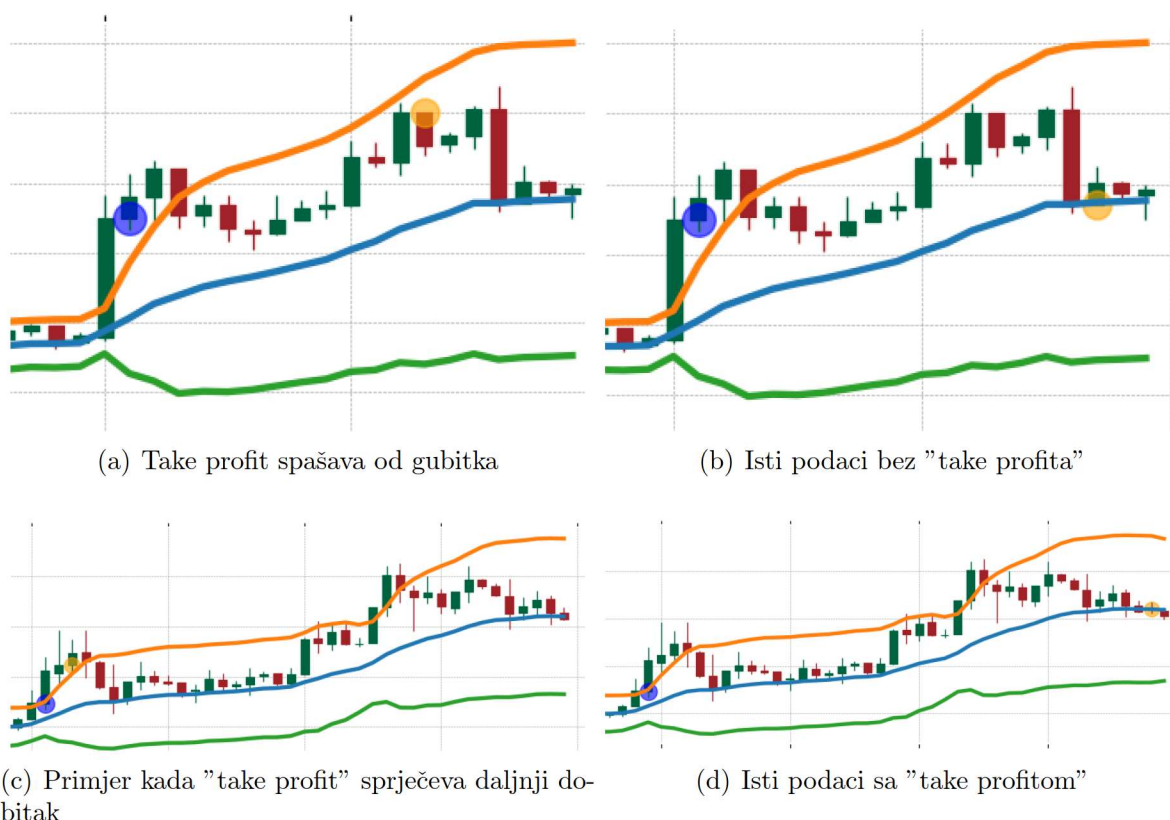 (a) Take profit spašava od gubitka
(b) Isti podaci bez ”take profita”
(c) Primjer kada ”take profit” sprječeva daljnji do-
bitak
(d) Isti podaci sa ”take profitom”